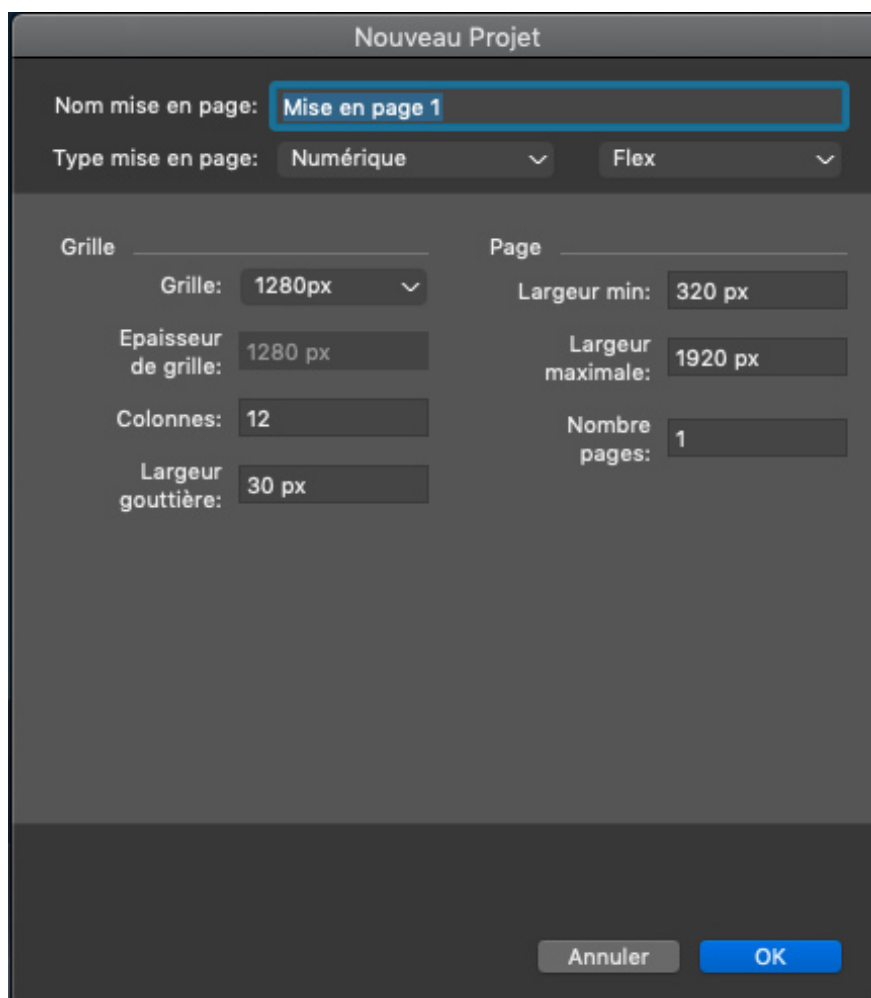 Nouveau Projet
Nom mise en page: Mise en page 1
Type mise en page: Numérique Flex
Grille
Grille: 1280px
Epaisseur
de grille: 1280 px
Colonnes: 12
Largeur
gouttière: 30 px
Page
Largeur min: 320 px
Largeur
maximale: 1920 px
Nombre
pages: 1
Annuler OK